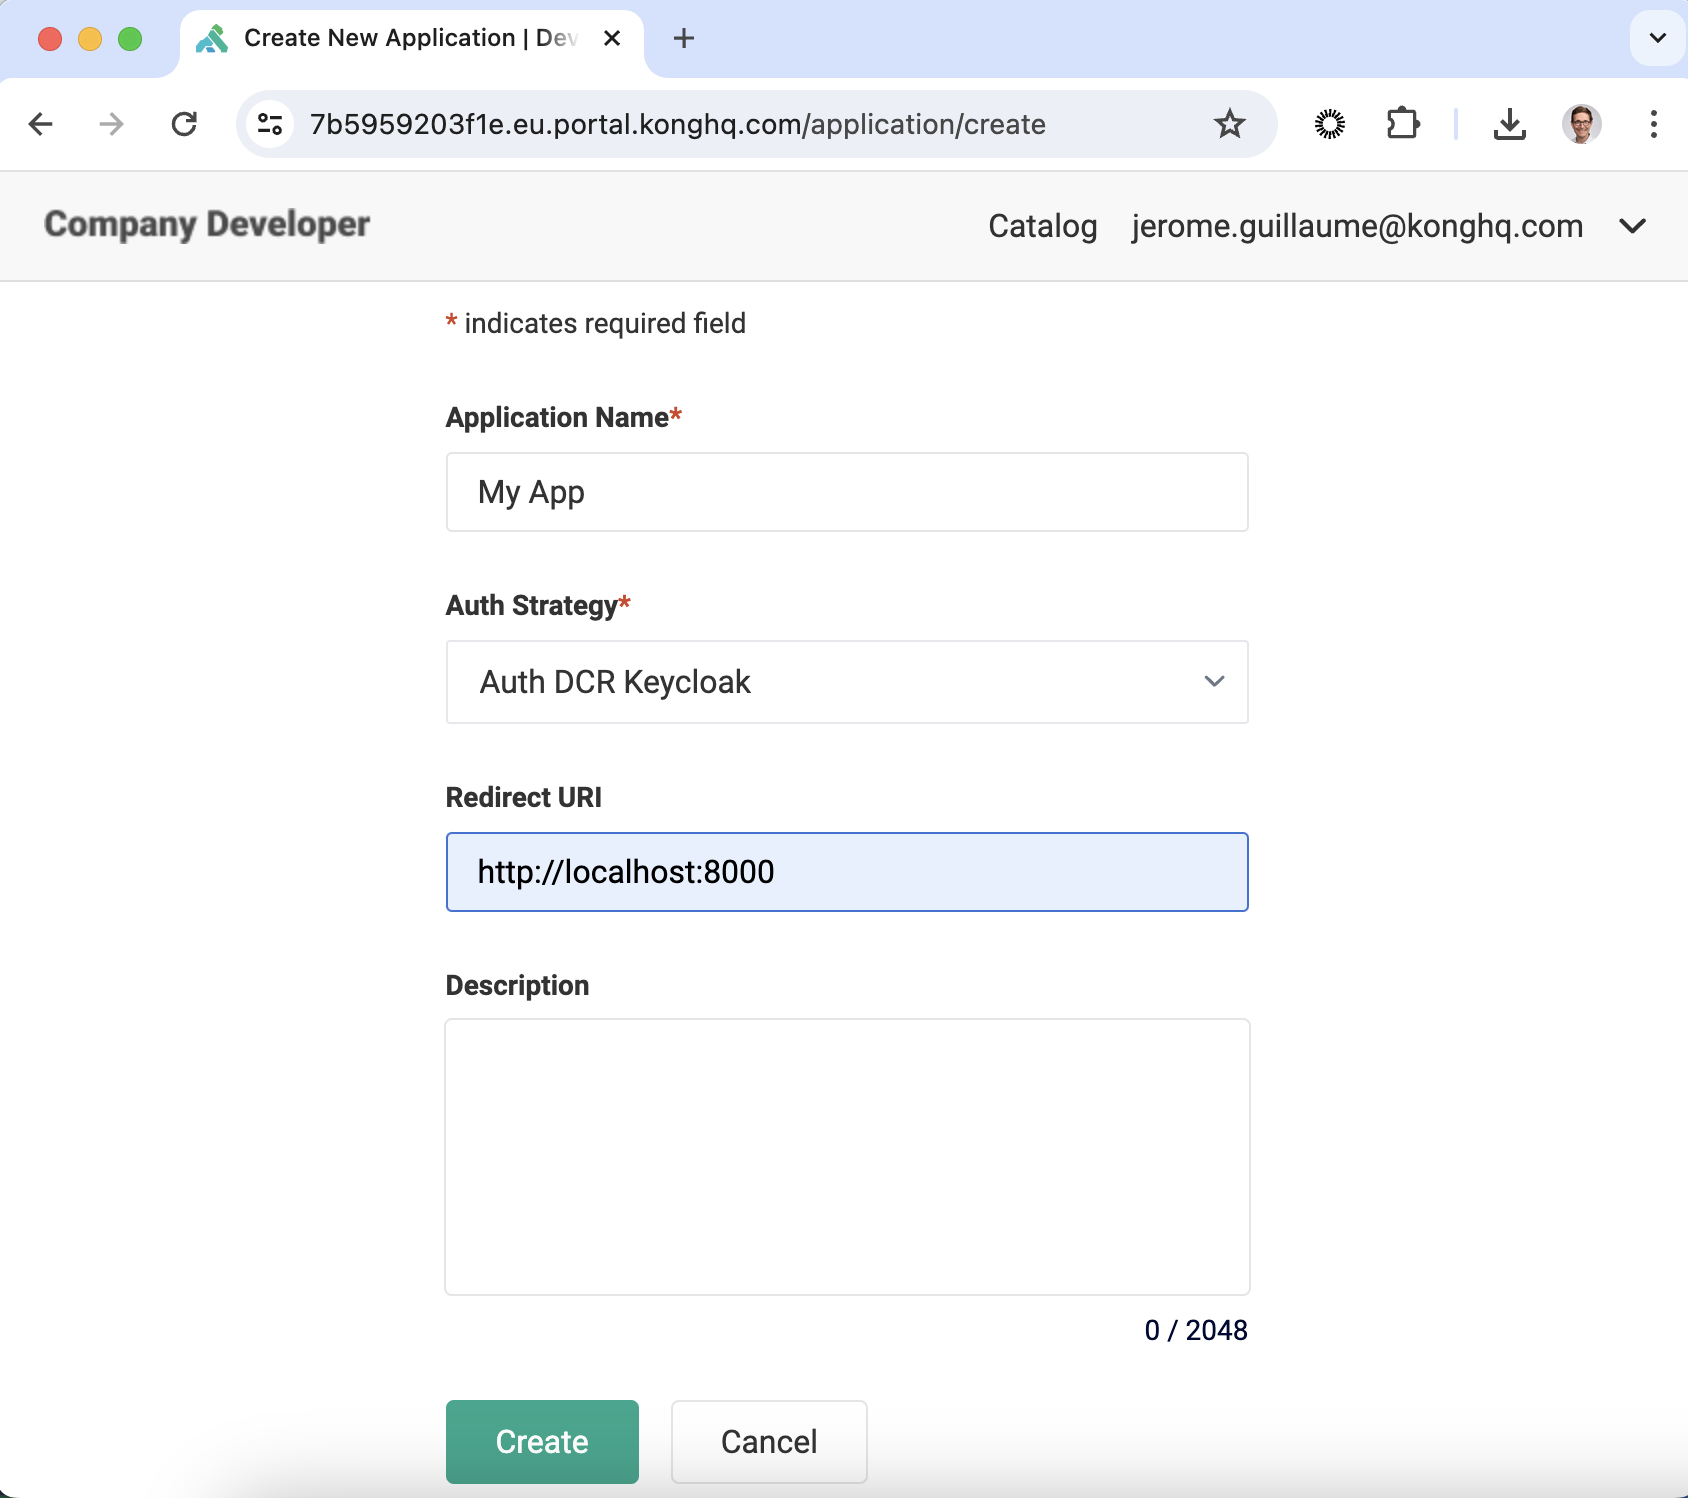 Create New Application | Dev
7b5959203f1e.eu.portal.konghq.com/application/create
Company Developer
Catalog
jerome.guillaume@konghq.com
* indicates required field
Application Name*
My App
Auth Strategy*
Auth DCR Keycloak
Redirect URI
http://localhost:8000
Description
0 / 2048
Create
Cancel